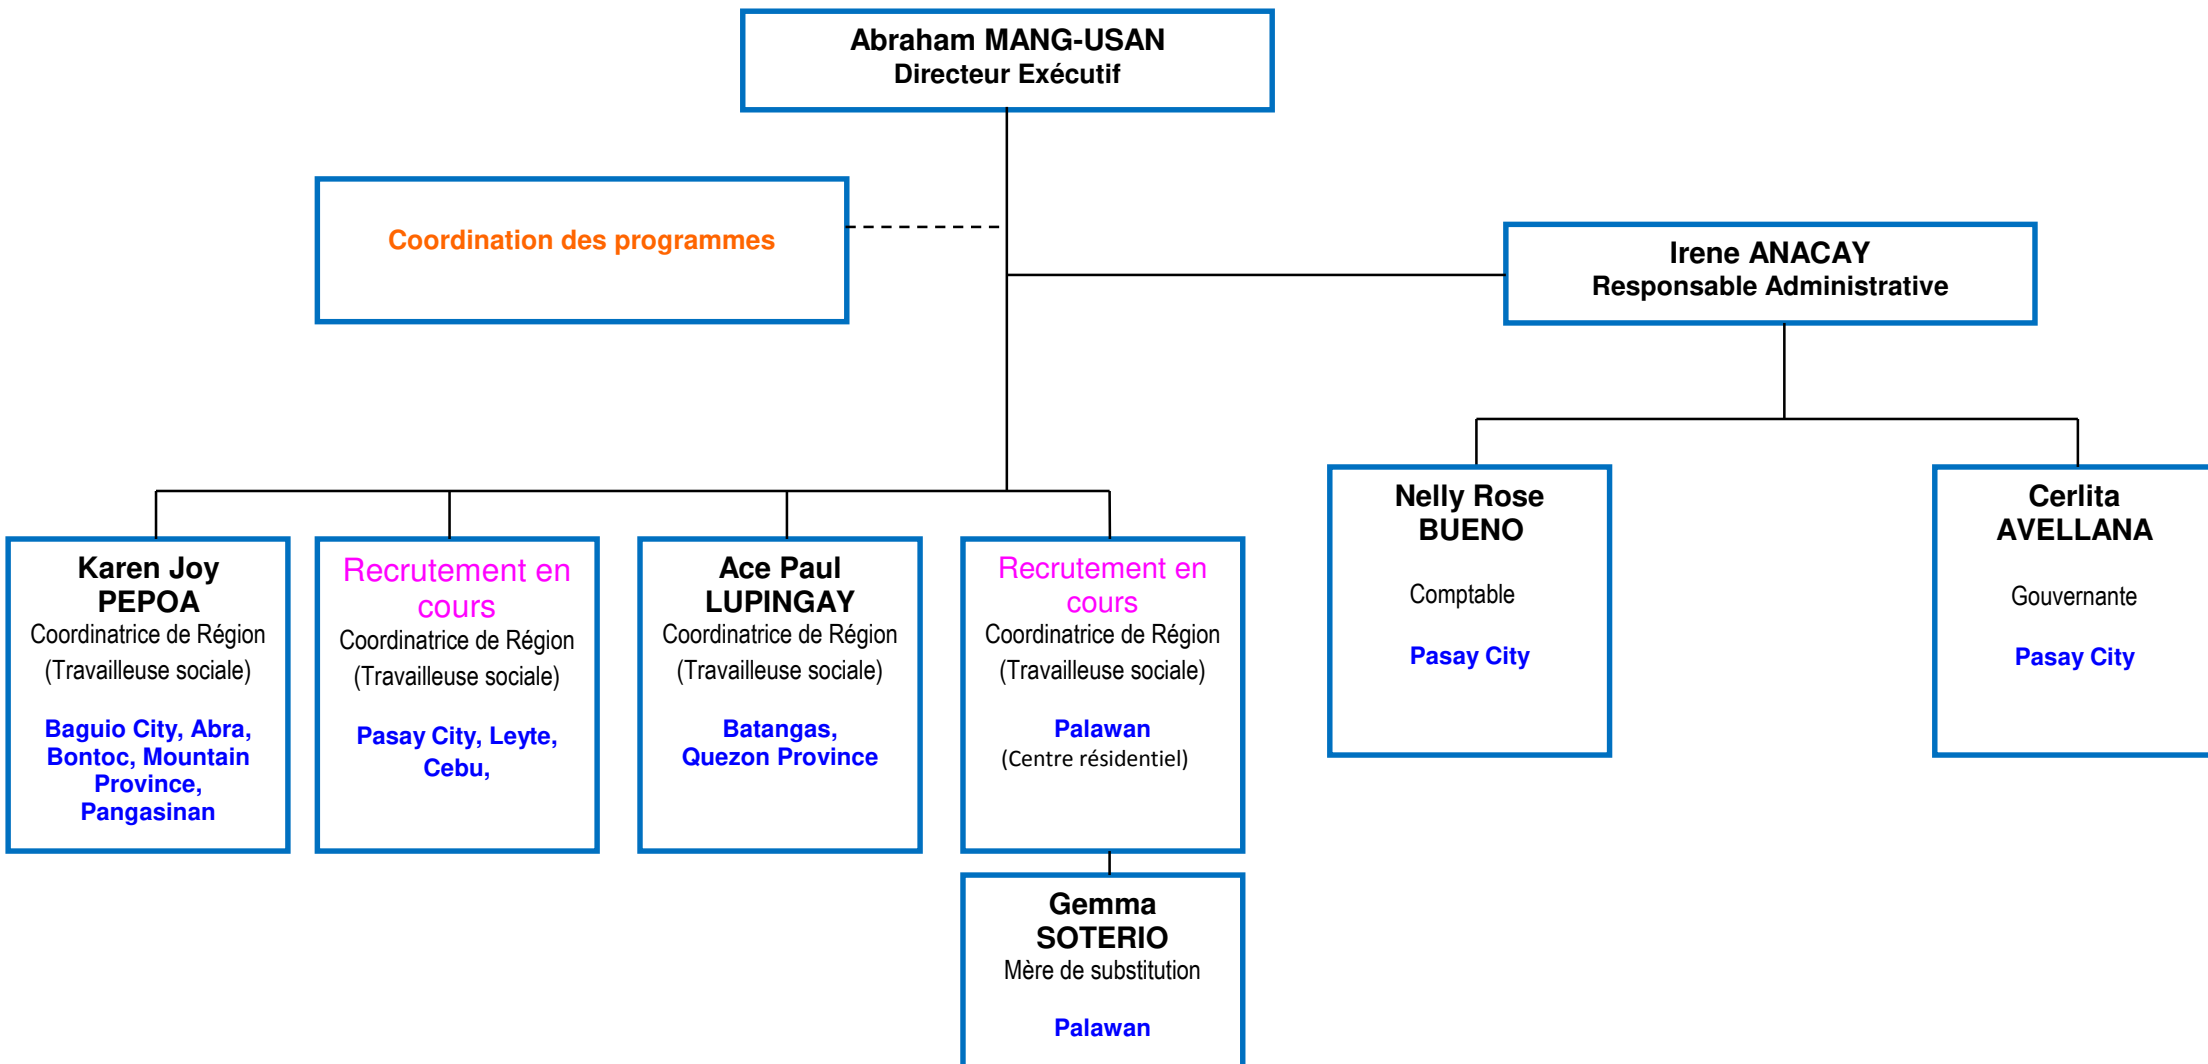 Abraham MANG-USAN
Directeur Exécutif
Coordination des programmes
Irene ANACAY
Responsable Administrative
Karen Joy
PEPOA
Coordinatrice de Région
(Travailleuse sociale)
Baguio City, Abra,
Bontoc, Mountain
Province,
Pangasinan
Recrutement en
cours
Coordinatrice de Région
(Travailleuse sociale)
Pasay City, Leyte,
Cebu,
Ace Paul
LUPINGAY
Coordinatrice de Région
(Travailleuse sociale)
Batangas,
Quezon Province
Recrutement en
cours
Coordinatrice de Région
(Travailleuse sociale)
Palawan
(Centre résidentiel)
Gemma
SOTERIO
Mère de substitution
Palawan
Nelly Rose
BUENO
Comptable
Pasay City
Cerlita
AVELLANA
Gouvernante
Pasay City